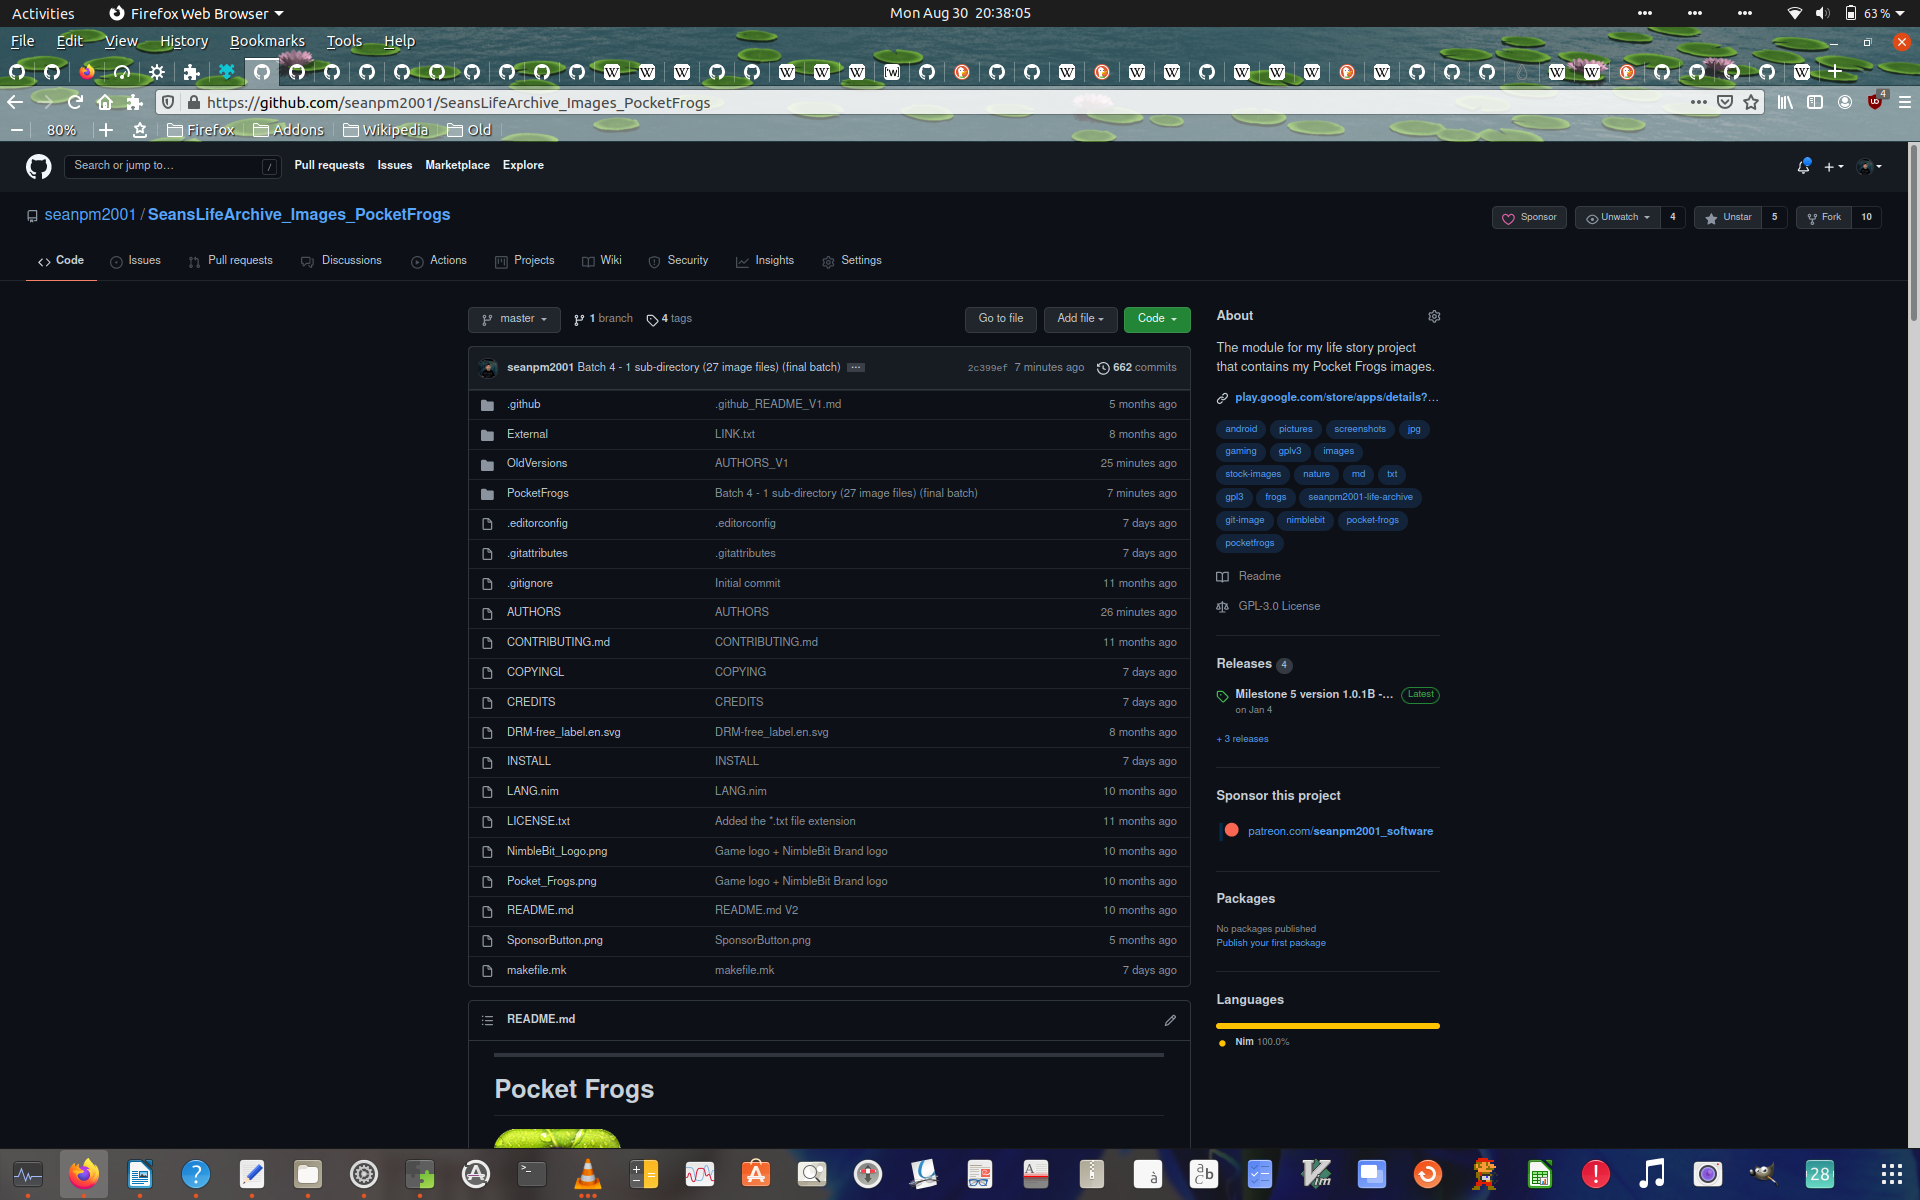 Activities Firefox Web Browser Mon Aug 30 20:38:05 63 %
File Edit View History Bookmarks Tools Help
https://github.com/seanpm2001/SeansLifeArchive_Images_PocketFrogs 4
80% Firefox Addons Wikipedia Old
Search or jump to… / Pull requests Issues Marketplace Explore
seanpm2001 / SeansLifeArchive_Images_PocketFrogs Sponsor Unwatch 4 Unstar 5 Fork 10
Code Issues Pull requests Discussions Actions Projects Wiki Security Insights Settings
master 1 branch 4 tags Go to file Add file Code
seanpm2001 Batch 4 - 1 sub-directory (27 image files) (final batch) ... 2c399ef 7 minutes ago 662 commits
.github .github_README_V1.md 5 months ago
External LINK.txt 8 months ago
OldVersions AUTHORS_V1 25 minutes ago
PocketFrogs Batch 4 - 1 sub-directory (27 image files) (final batch) 7 minutes ago
.editorconfig .editorconfig 7 days ago
.gitattributes .gitattributes 7 days ago
.gitignore Initial commit 11 months ago
AUTHORS AUTHORS 26 minutes ago
CONTRIBUTING.md CONTRIBUTING.md 11 months ago
COPYINGL COPYING 7 days ago
CREDITS CREDITS 7 days ago
DRM-free_label.en.svg DRM-free_label.en.svg 8 months ago
INSTALL INSTALL 7 days ago
LANG.nim LANG.nim 10 months ago
LICENSE.txt Added the *.txt file extension 11 months ago
NimbleBit_Logo.png Game logo + NimbleBit Brand logo 10 months ago
Pocket_Frogs.png Game logo + NimbleBit Brand logo 10 months ago
README.md README.md V2 10 months ago
SponsorButton.png SponsorButton.png 5 months ago
makefile.mk makefile.mk 7 days ago
README.md
Pocket Frogs
About
The module for my life story project
that contains my Pocket Frogs images.
play.google.com/store/apps/details?…
android pictures screenshots jpg
gaming gplv3 images
stock-images nature md txt
gpl3 frogs seanpm2001-life-archive
git-image nimblebit pocket-frogs
pocketfrogs
Readme
GPL-3.0 License
Releases 4
Milestone 5 version 1.0.1B -… Latest
on Jan 4
+ 3 releases
Sponsor this project
patreon.com/seanpm2001_software
Packages
No packages published
Publish your first package
Languages
Nim 100.0%
28